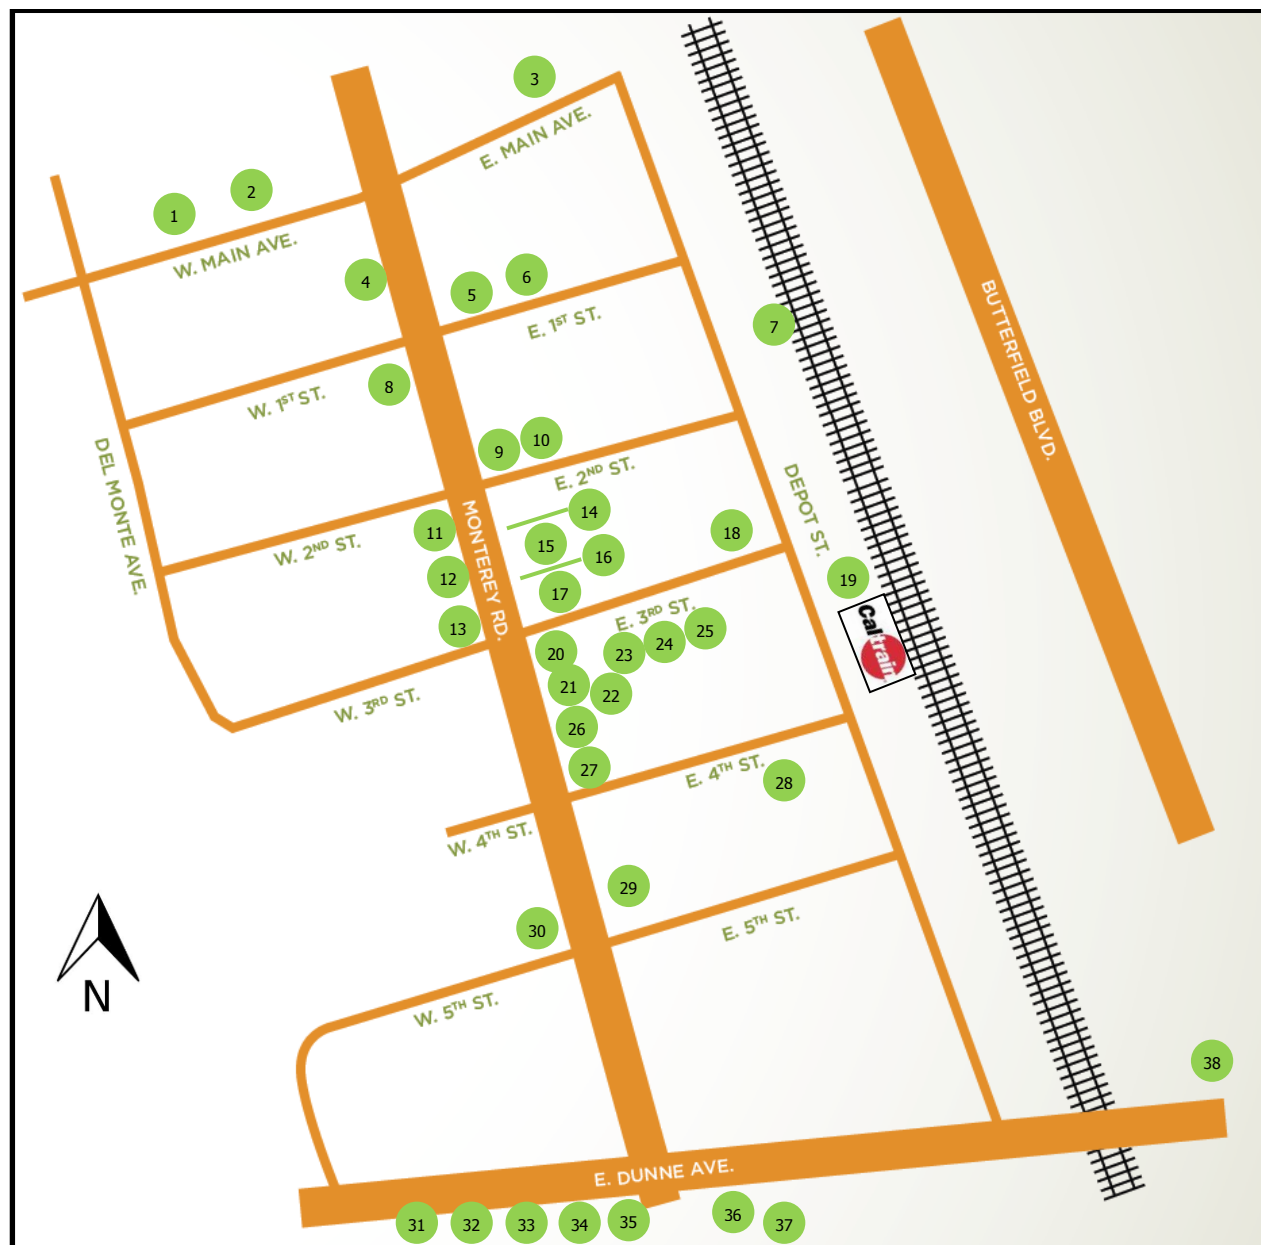 3
E. MAIN AVE.
2
1
W. MAIN AVE.
4
5
6
E. 1ST ST.
7
BUTTERFIELD BLVD.
8
W. 1ST ST.
DEL MONTE AVE.
9
10
E. 2ND ST.
DEPOT ST.
MONTEREY RD.
11
W. 2ND ST.
12
13
14
15
16
17
18
19
Caltrain
E. 3RD ST.
20
21
22
23
24
25
W. 3RD ST.
26
27
E. 4TH ST.
28
W. 4TH ST.
29
30
E. 5TH ST.
W. 5TH ST.
N
38
E. DUNNE AVE.
31
32
33
34
35
36
37